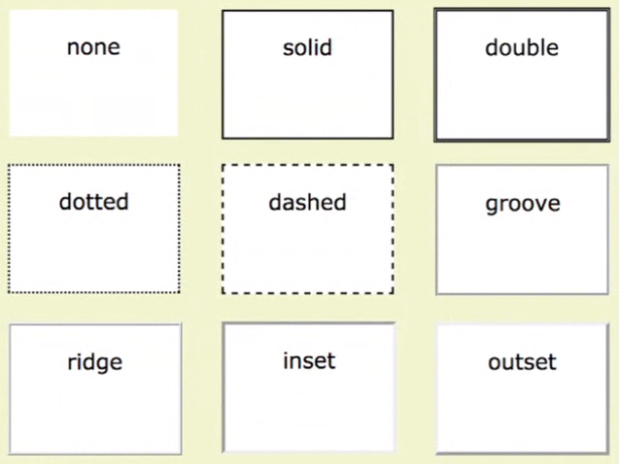 none
solid
double
dotted
dashed
groove
ridge
inset
outset